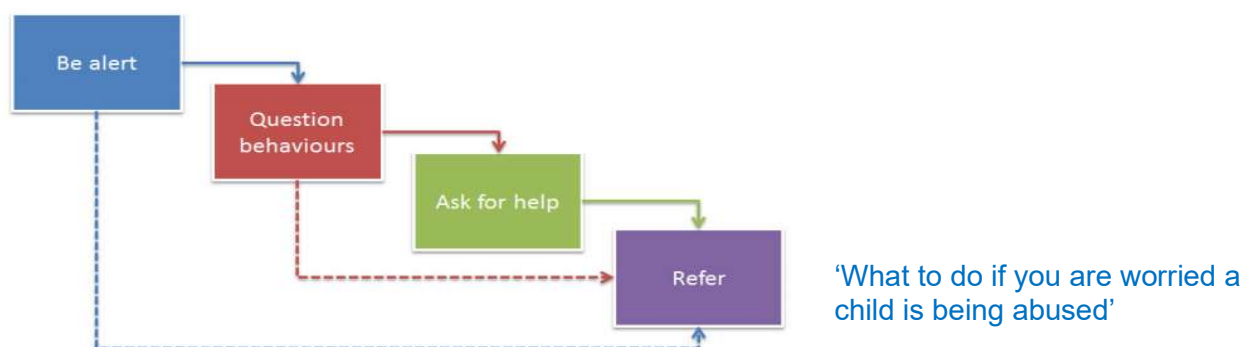 Be alert
Question
behaviours
Ask for help
Refer
‘What to do if you are worried a
child is being abused’